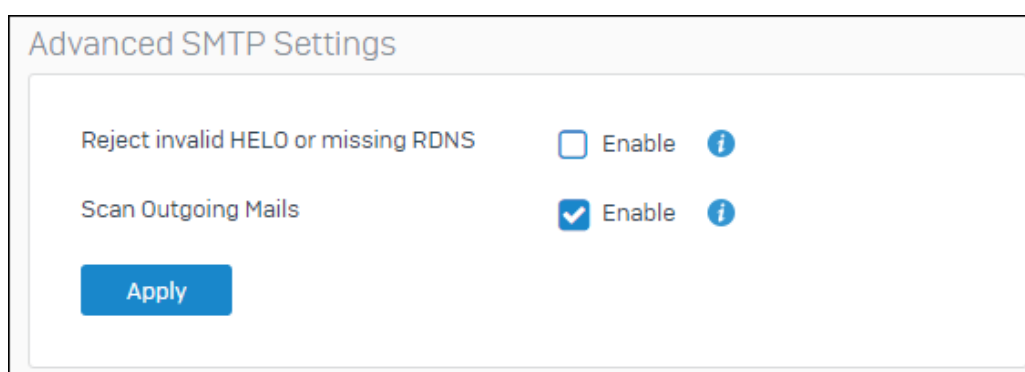 Advanced SMTP Settings
Reject invalid HELO or missing RDNS Enable
Scan Outgoing Mails Enable
Apply